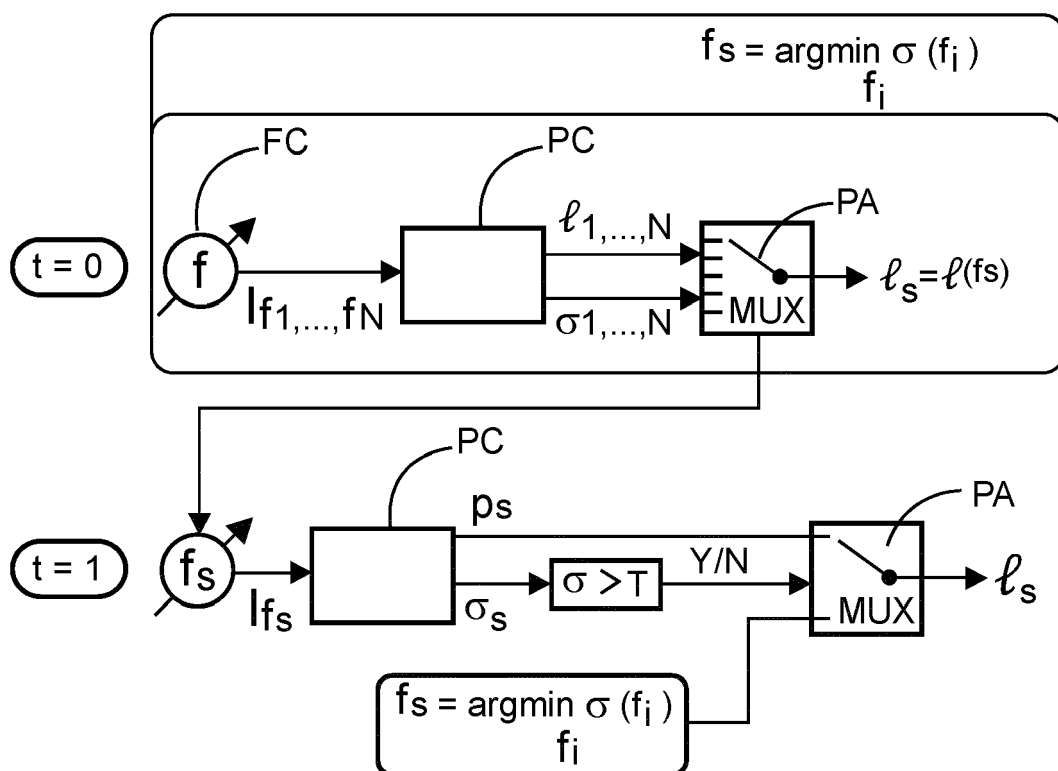 fs = argmin σ (fi)
fi
FC
PC
PA
t = 0
f
If1,...,fN
ℓ1,...,N
σ1,...,N
MUX
ℓs=ℓ(fs)
PC
PA
t = 1
fs
Ifs
ps
σs
σ > T
Y/N
MUX
ℓs
fs = argmin σ (fi)
fi